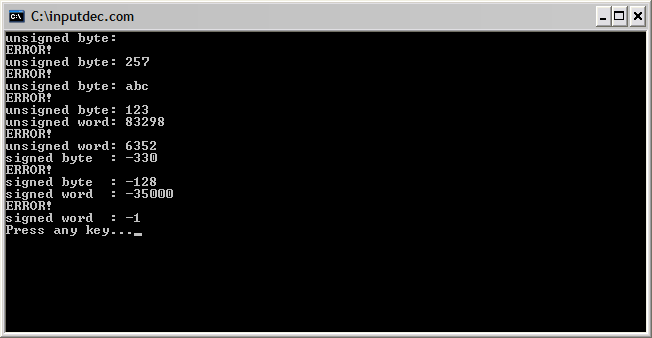 C:\inputdec.com
unsigned byte:
ERROR!
unsigned byte: 257
ERROR!
unsigned byte: abc
ERROR!
unsigned byte: 123
unsigned word: 83298
ERROR!
unsigned word: 6352
signed byte  : -330
ERROR!
signed byte  : -128
signed word  : -35000
ERROR!
signed word  : -1
Press any key..._